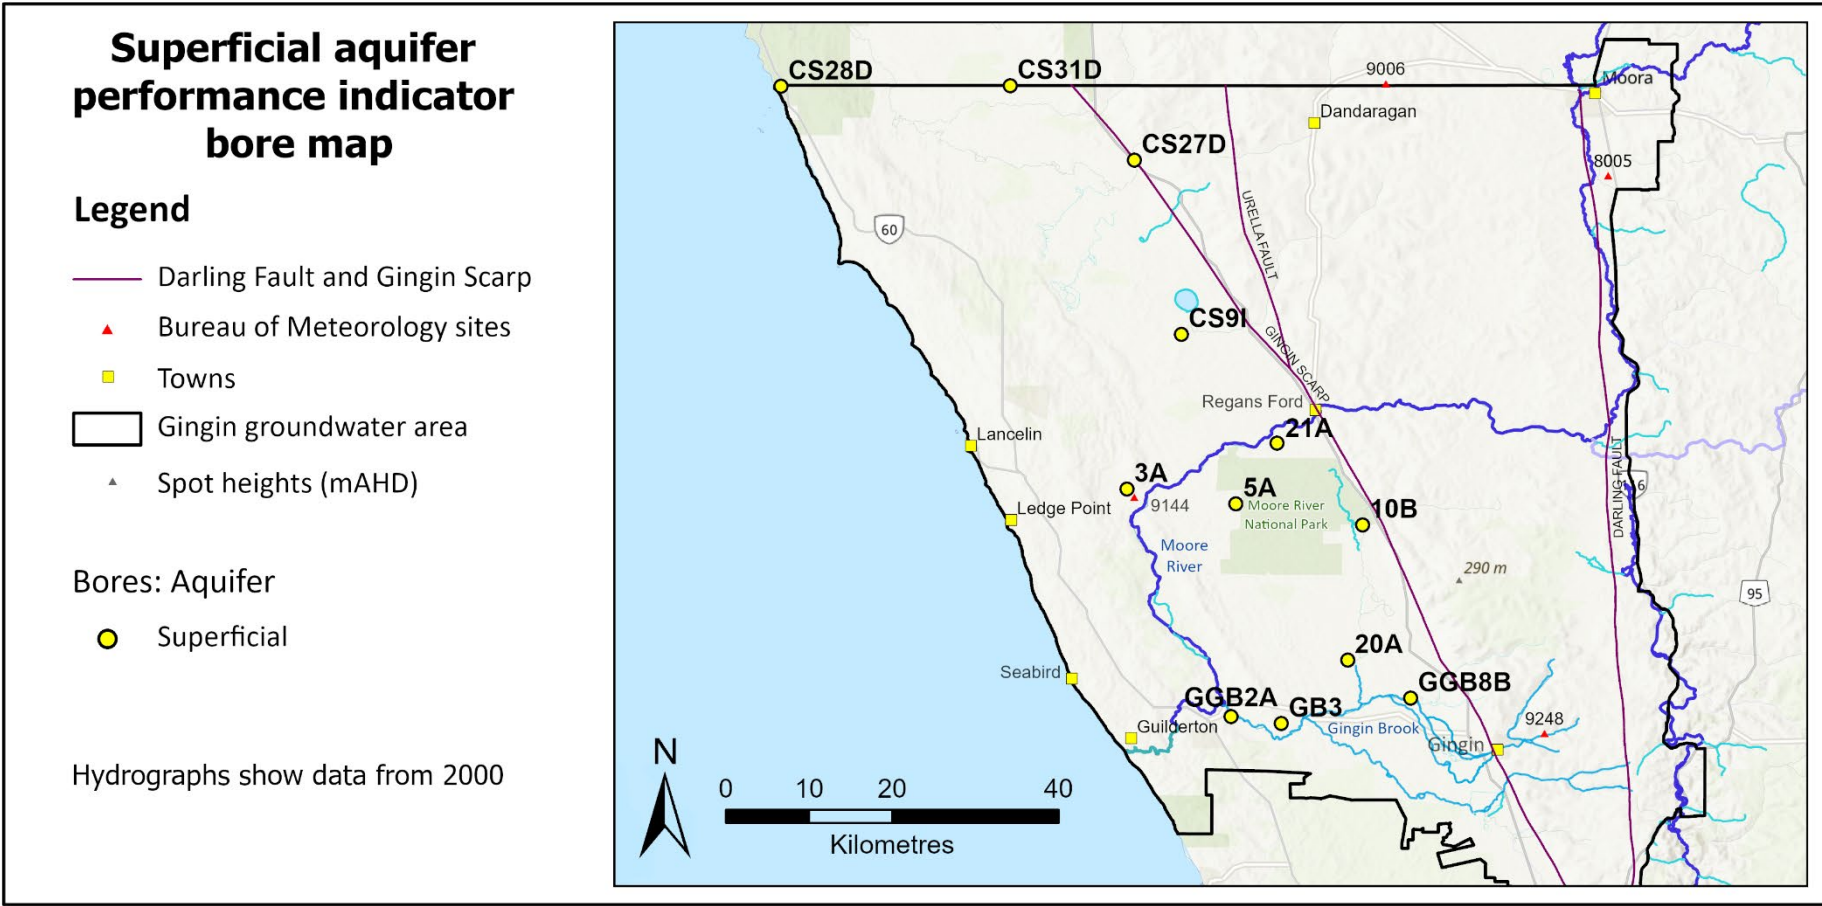 Superficial aquifer
performance indicator
bore map
Legend
Darling Fault and Gingin Scarp
Bureau of Meteorology sites
Towns
Gingin groundwater area
Spot heights (mAHD)
Bores: Aquifer
Superficial
Hydrographs show data from 2000
CS28D
CS31D
9006
Moora
Dandaragan
CS27D
8005
60
URELLA FAULT
CS9I
GINGIN SCARP
Regans Ford
21A
Lancelin
3A
9144
5A
Moore River
National Park
10B
DARLING FAULT
Ledge Point
Moore
River
290 m
95
20A
Seabird
GGB2A
GB3
GGB8B
9248
Guilderton
Gingin Brook
Gingin
N
0 10 20 40
Kilometres